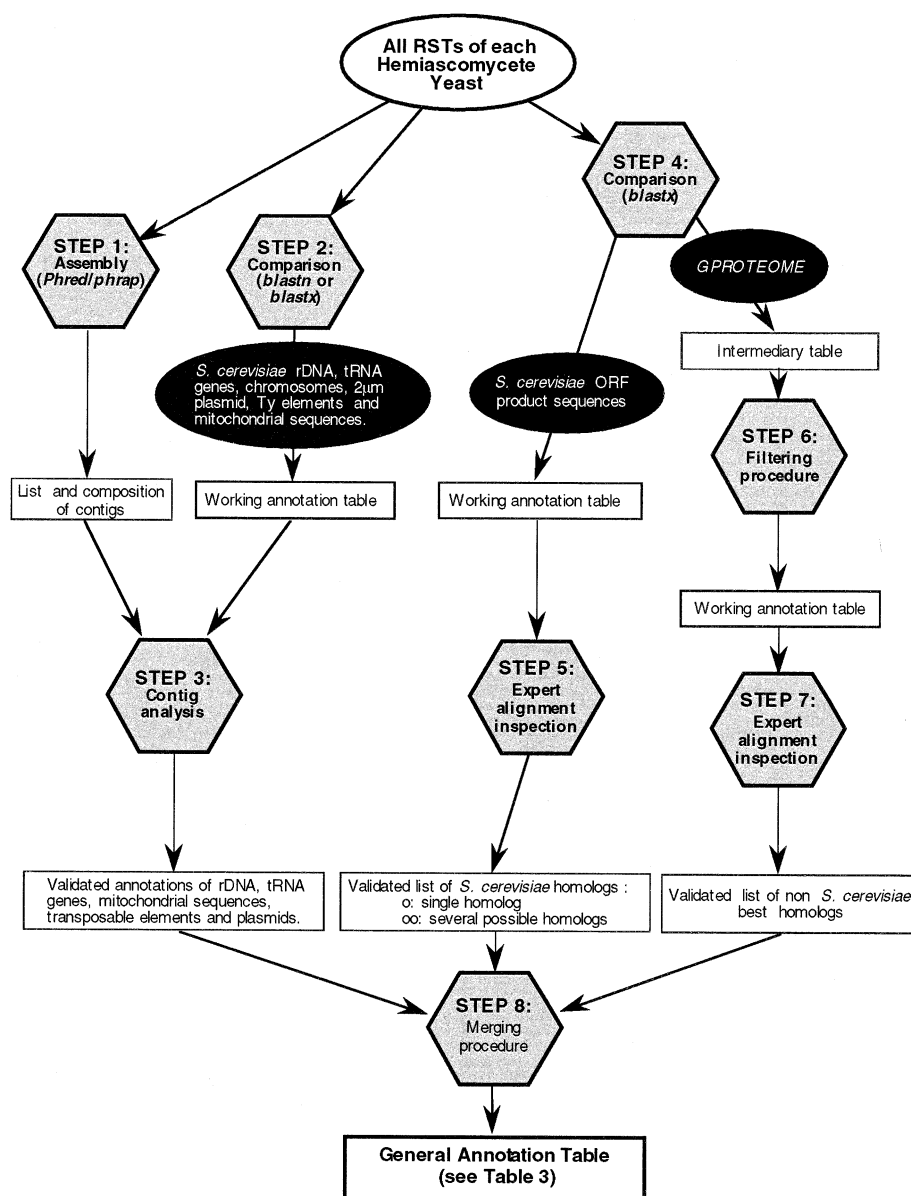 All RSTs of each
Hemiascomycete
Yeast
STEP 4:
Comparison
(blastx)
STEP 1:
Assembly
(Phred/phrap)
STEP 2:
Comparison
(blastn or
blastx)
GPROTEOME
Intermediary table
S. cerevisiae rDNA, tRNA
genes, chromosomes, 2μm
plasmid, Ty elements and
mitochondrial sequences.
S. cerevisiae ORF
product sequences
STEP 6:
Filtering
procedure
List and composition
of contigs
Working annotation table
Working annotation table
Working annotation table
STEP 3:
Contig
analysis
STEP 5:
Expert
alignment
inspection
STEP 7:
Expert
alignment
inspection
Validated annotations of rDNA, tRNA
genes, mitochondrial sequences,
transposable elements and plasmids.
Validated list of S. cerevisiae homologs :
o: single homolog
oo: several possible homologs
Validated list of non S. cerevisiae
best homologs
STEP 8:
Merging
procedure
General Annotation Table
(see Table 3)